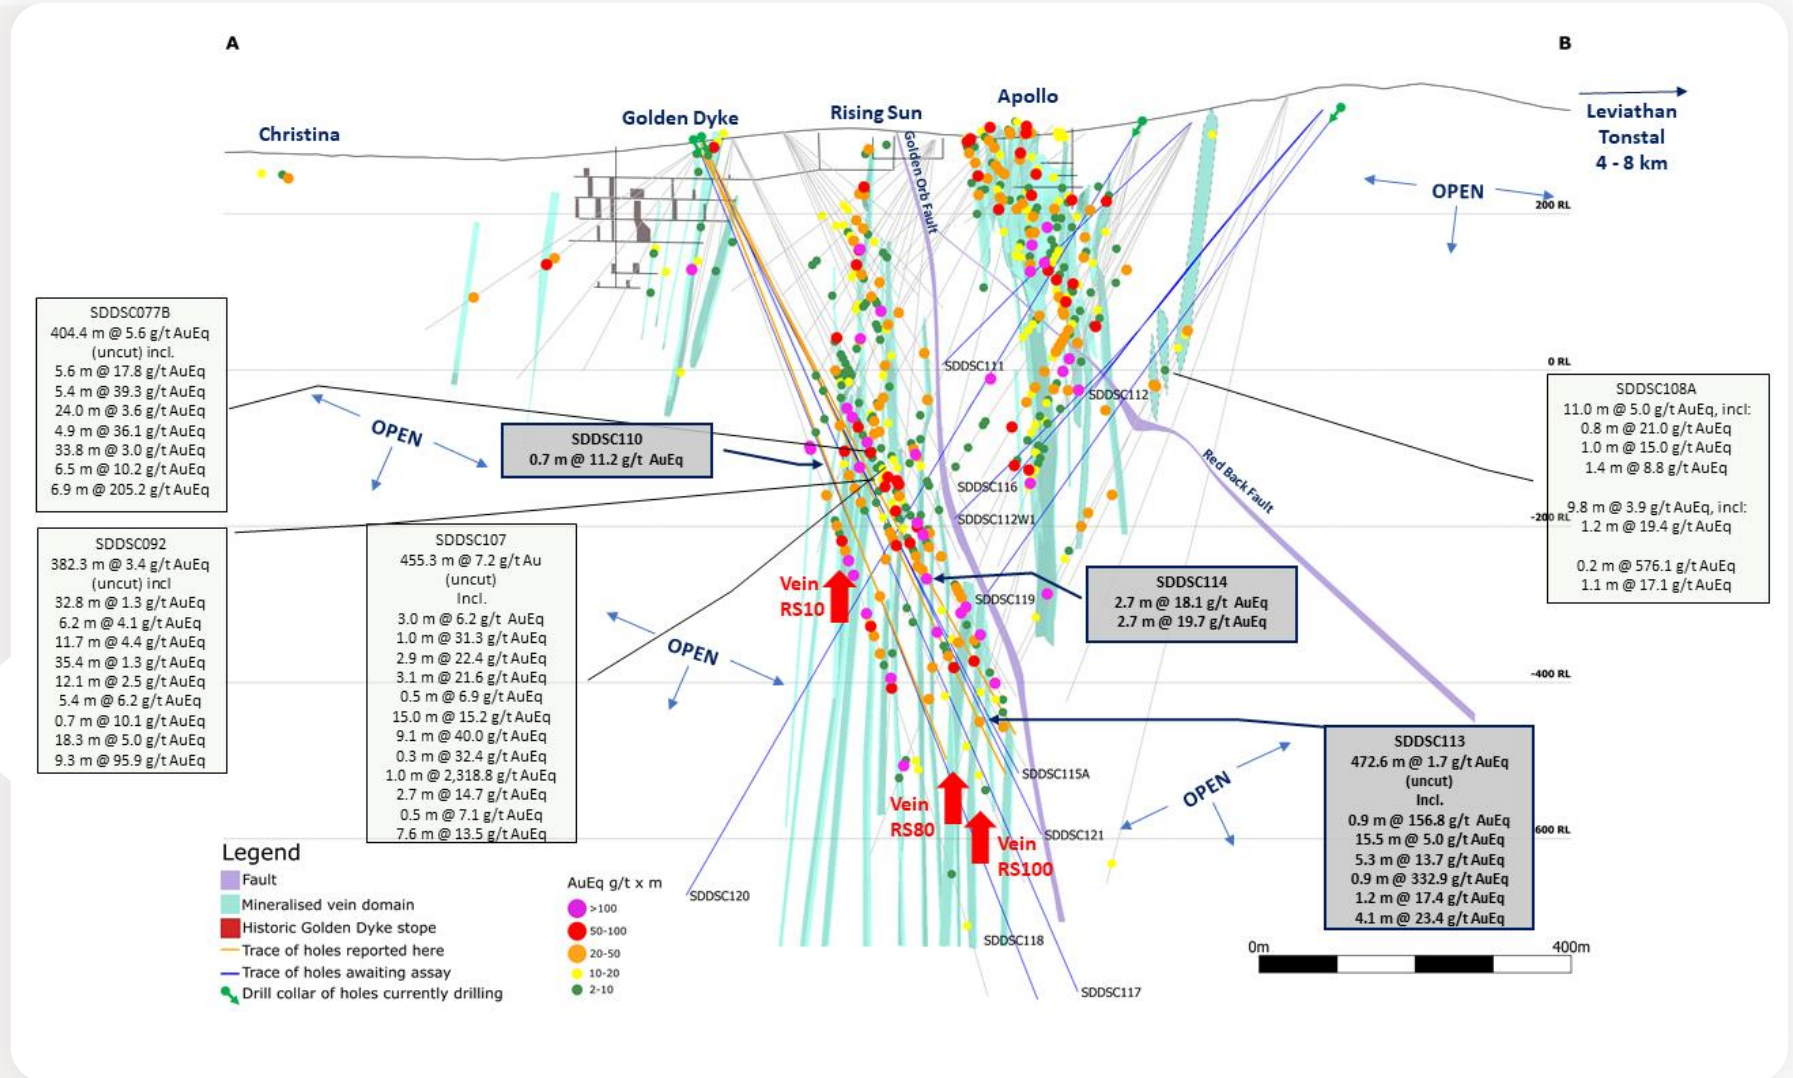 A
B
Christina
Golden Dyke
Rising Sun
Apollo
Leviathan
Tonstal
4 - 8 km
Golden Orb Fault
OPEN
200 RL
SDDSC077B
404.4 m @ 5.6 g/t AuEq
(uncut) incl.
5.6 m @ 17.8 g/t AuEq
5.4 m @ 39.3 g/t AuEq
24.0 m @ 3.6 g/t AuEq
4.9 m @ 36.1 g/t AuEq
33.8 m @ 3.0 g/t AuEq
6.5 m @ 10.2 g/t AuEq
6.9 m @ 205.2 g/t AuEq
OPEN
SDDSC110
0.7 m @ 11.2 g/t AuEq
SDDSC111
SDDSC112
0 RL
SDDSC108A
11.0 m @ 5.0 g/t AuEq, incl:
0.8 m @ 21.0 g/t AuEq
1.0 m @ 15.0 g/t AuEq
1.4 m @ 8.8 g/t AuEq
9.8 m @ 3.9 g/t AuEq, incl:
1.2 m @ 19.4 g/t AuEq
0.2 m @ 576.1 g/t AuEq
1.1 m @ 17.1 g/t AuEq
Red Back Fault
-200 RL
SDDSC116
SDDSC112W1
SDDSC092
382.3 m @ 3.4 g/t AuEq
(uncut) incl
32.8 m @ 1.3 g/t AuEq
6.2 m @ 4.1 g/t AuEq
11.7 m @ 4.4 g/t AuEq
35.4 m @ 1.3 g/t AuEq
12.1 m @ 2.5 g/t AuEq
5.4 m @ 6.2 g/t AuEq
0.7 m @ 10.1 g/t AuEq
18.3 m @ 5.0 g/t AuEq
9.3 m @ 95.9 g/t AuEq
SDDSC107
455.3 m @ 7.2 g/t Au
(uncut)
Incl.
3.0 m @ 6.2 g/t AuEq
1.0 m @ 31.3 g/t AuEq
2.9 m @ 22.4 g/t AuEq
3.1 m @ 21.6 g/t AuEq
0.5 m @ 6.9 g/t AuEq
15.0 m @ 15.2 g/t AuEq
9.1 m @ 40.0 g/t AuEq
0.3 m @ 32.4 g/t AuEq
1.0 m @ 2,318.8 g/t AuEq
2.7 m @ 14.7 g/t AuEq
0.5 m @ 7.1 g/t AuEq
7.6 m @ 13.5 g/t AuEq
Vein
RS10
SDDSC119
SDDSC114
2.7 m @ 18.1 g/t AuEq
2.7 m @ 19.7 g/t AuEq
OPEN
-400 RL
SDDSC113
472.6 m @ 1.7 g/t AuEq
(uncut)
Incl.
0.9 m @ 156.8 g/t AuEq
15.5 m @ 5.0 g/t AuEq
5.3 m @ 13.7 g/t AuEq
0.9 m @ 332.9 g/t AuEq
1.2 m @ 17.4 g/t AuEq
4.1 m @ 23.4 g/t AuEq
OPEN
SDDSC115A
Vein
RS80
SDDSC121
Vein
RS100
600 RL
SDDSC120
SDDSC118
SDDSC117
Legend
Fault
Mineralised vein domain
Historic Golden Dyke stope
Trace of holes reported here
Trace of holes awaiting assay
Drill collar of holes currently drilling
AuEq g/t x m
>100
50-100
20-50
10-20
2-10
0m
400m